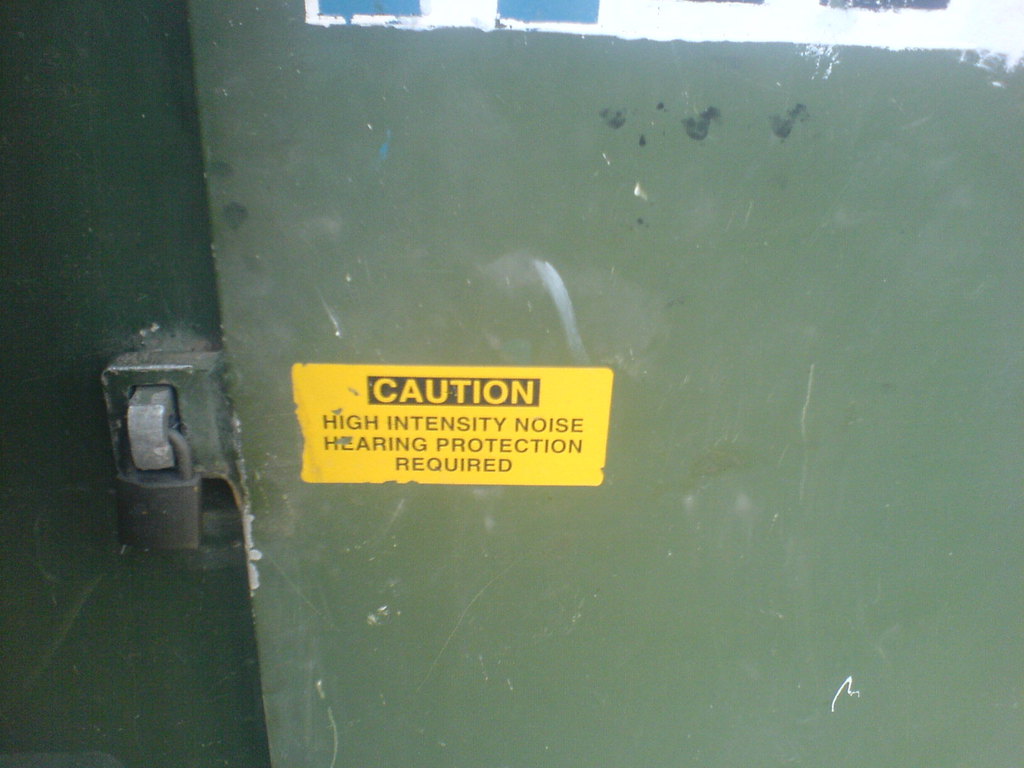 CAUTION
HIGH INTENSITY NOISE
HEARING PROTECTION
REQUIRED